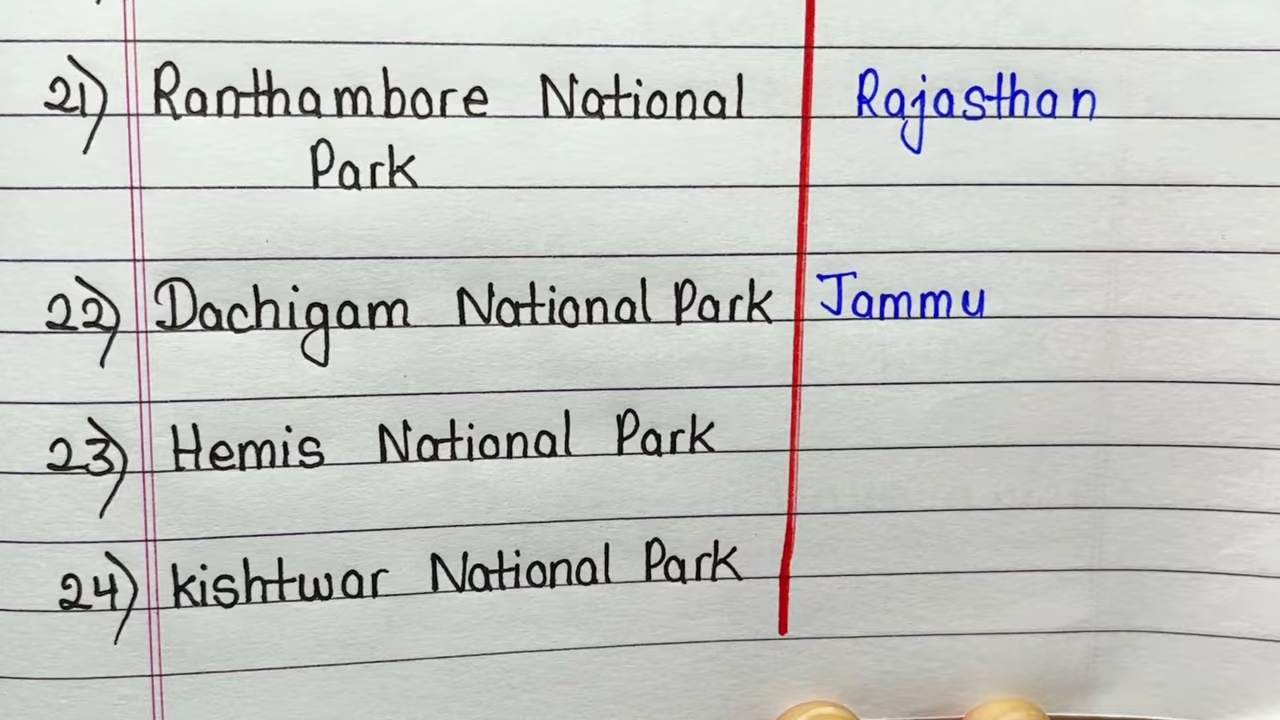 21) Ranthambore National Rajasthan
Park
22) Dachigam National Park Jammu
23) Hemis National Park
24) kishtwar National Park